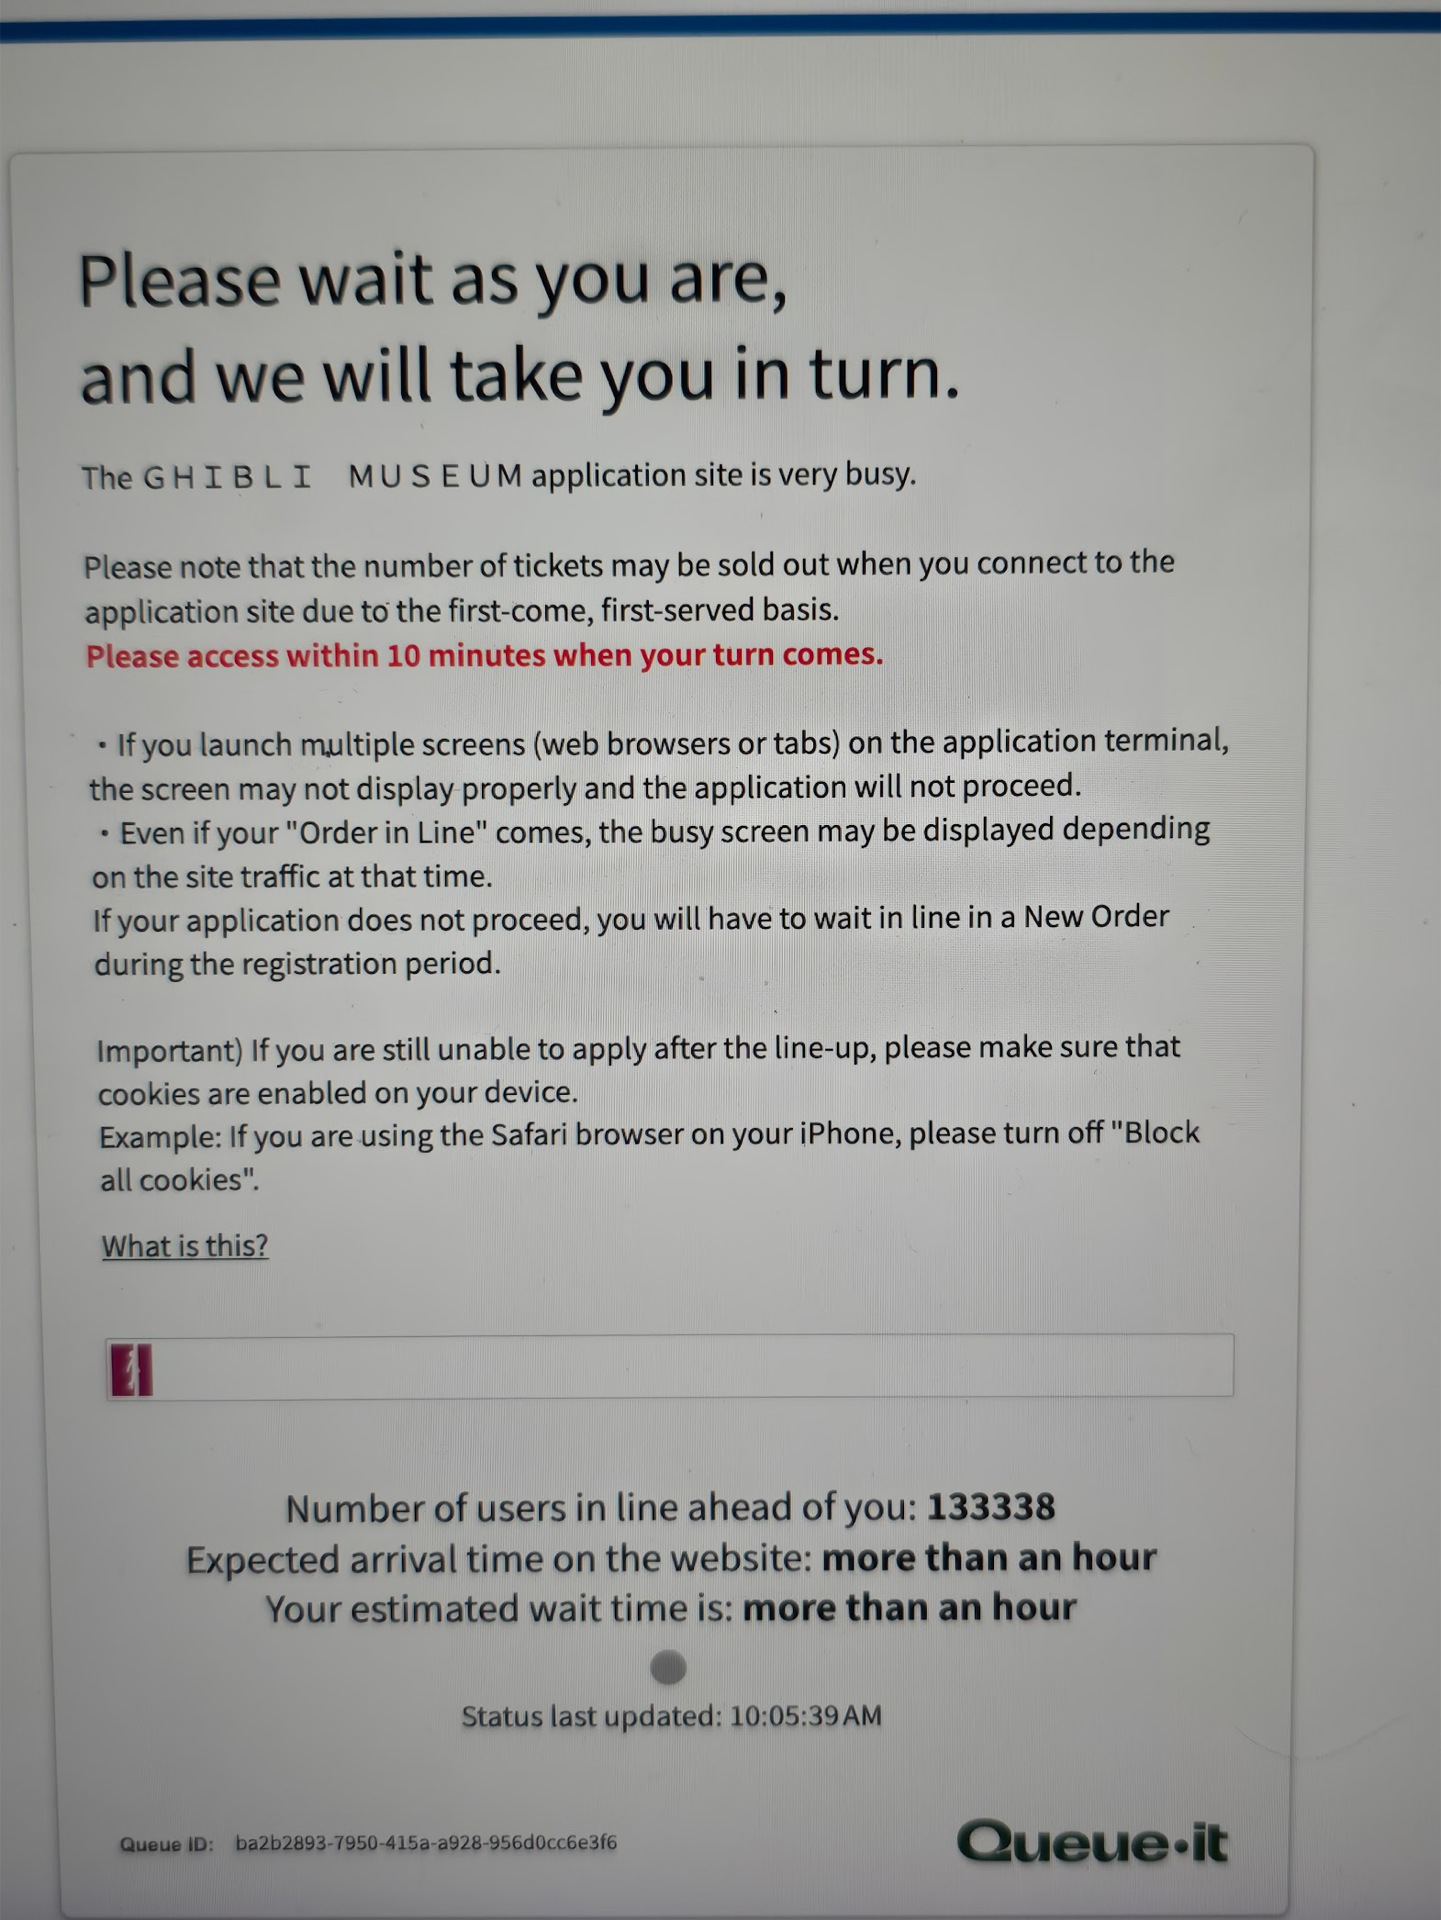 Please wait as you are,
and we will take you in turn.
The GHIBLI MUSEUM application site is very busy.
Please note that the number of tickets may be sold out when you connect to the
application site due to the first-come, first-served basis.
Please access within 10 minutes when your turn comes.
・If you launch multiple screens (web browsers or tabs) on the application terminal,
the screen may not display properly and the application will not proceed.
・Even if your "Order in Line" comes, the busy screen may be displayed depending
on the site traffic at that time.
If your application does not proceed, you will have to wait in line in a New Order
during the registration period.
Important) If you are still unable to apply after the line-up, please make sure that
cookies are enabled on your device.
Example: If you are using the Safari browser on your iPhone, please turn off "Block
all cookies".
What is this?
Number of users in line ahead of you: 133338
Expected arrival time on the website: more than an hour
Your estimated wait time is: more than an hour
Status last updated: 10:05:39 AM
Queue ID: ba2b2893-7950-415a-a928-956d0cc6e3f6
Queue-it